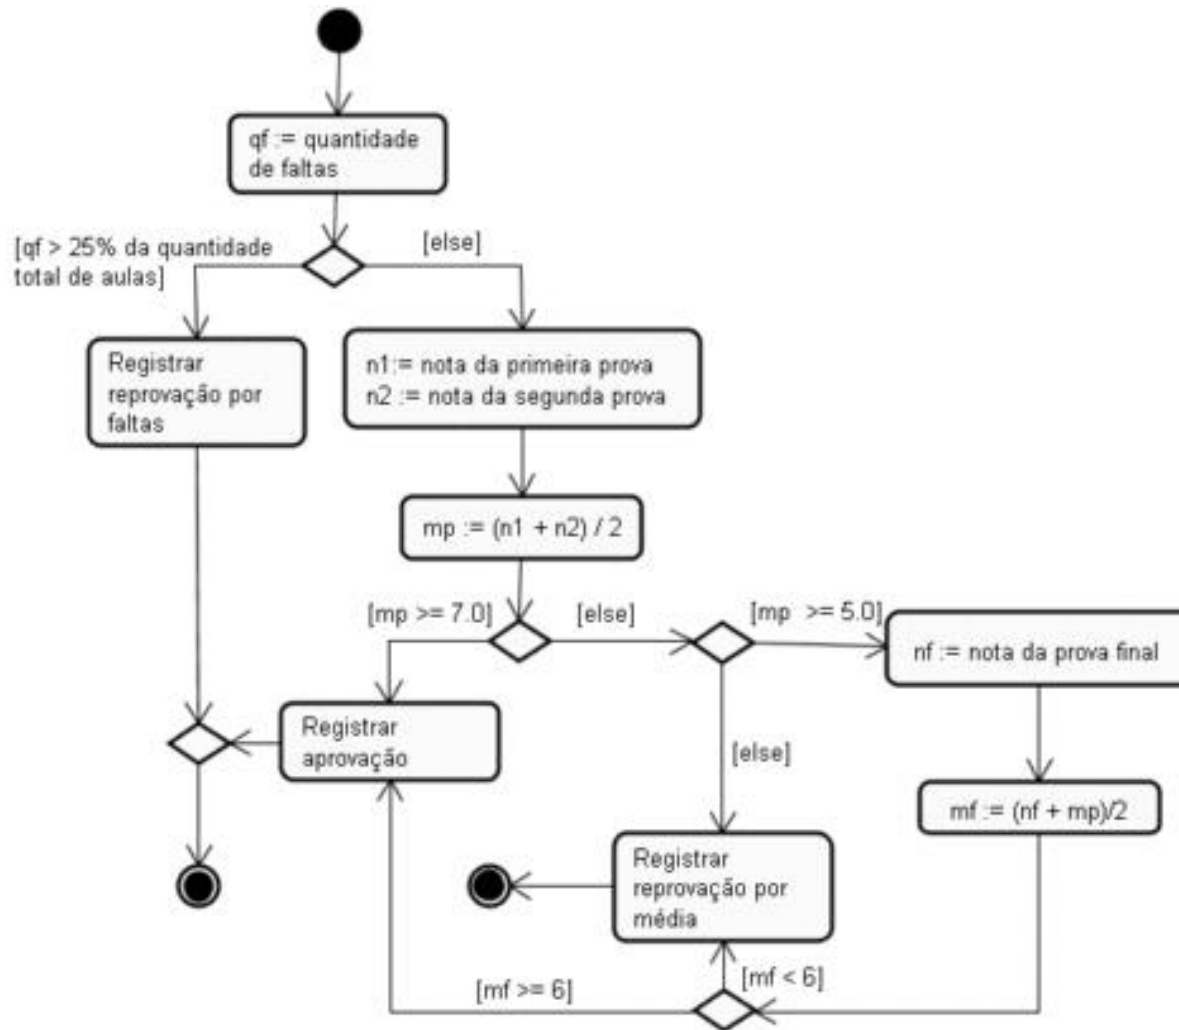 qf := quantidade
de faltas
[qf > 25% da quantidade
total de aulas]
[else]
Registrar
reprovação por
faltas
n1:= nota da primeira prova
n2 := nota da segunda prova
mp := (n1 + n2) / 2
[mp >= 7.0]
[else]
[mp  >= 5.0]
nf := nota da prova final
Registrar
aprovação
[else]
mf := (nf + mp)/2
Registrar
reprovação por
média
[mf >= 6]
[mf < 6]